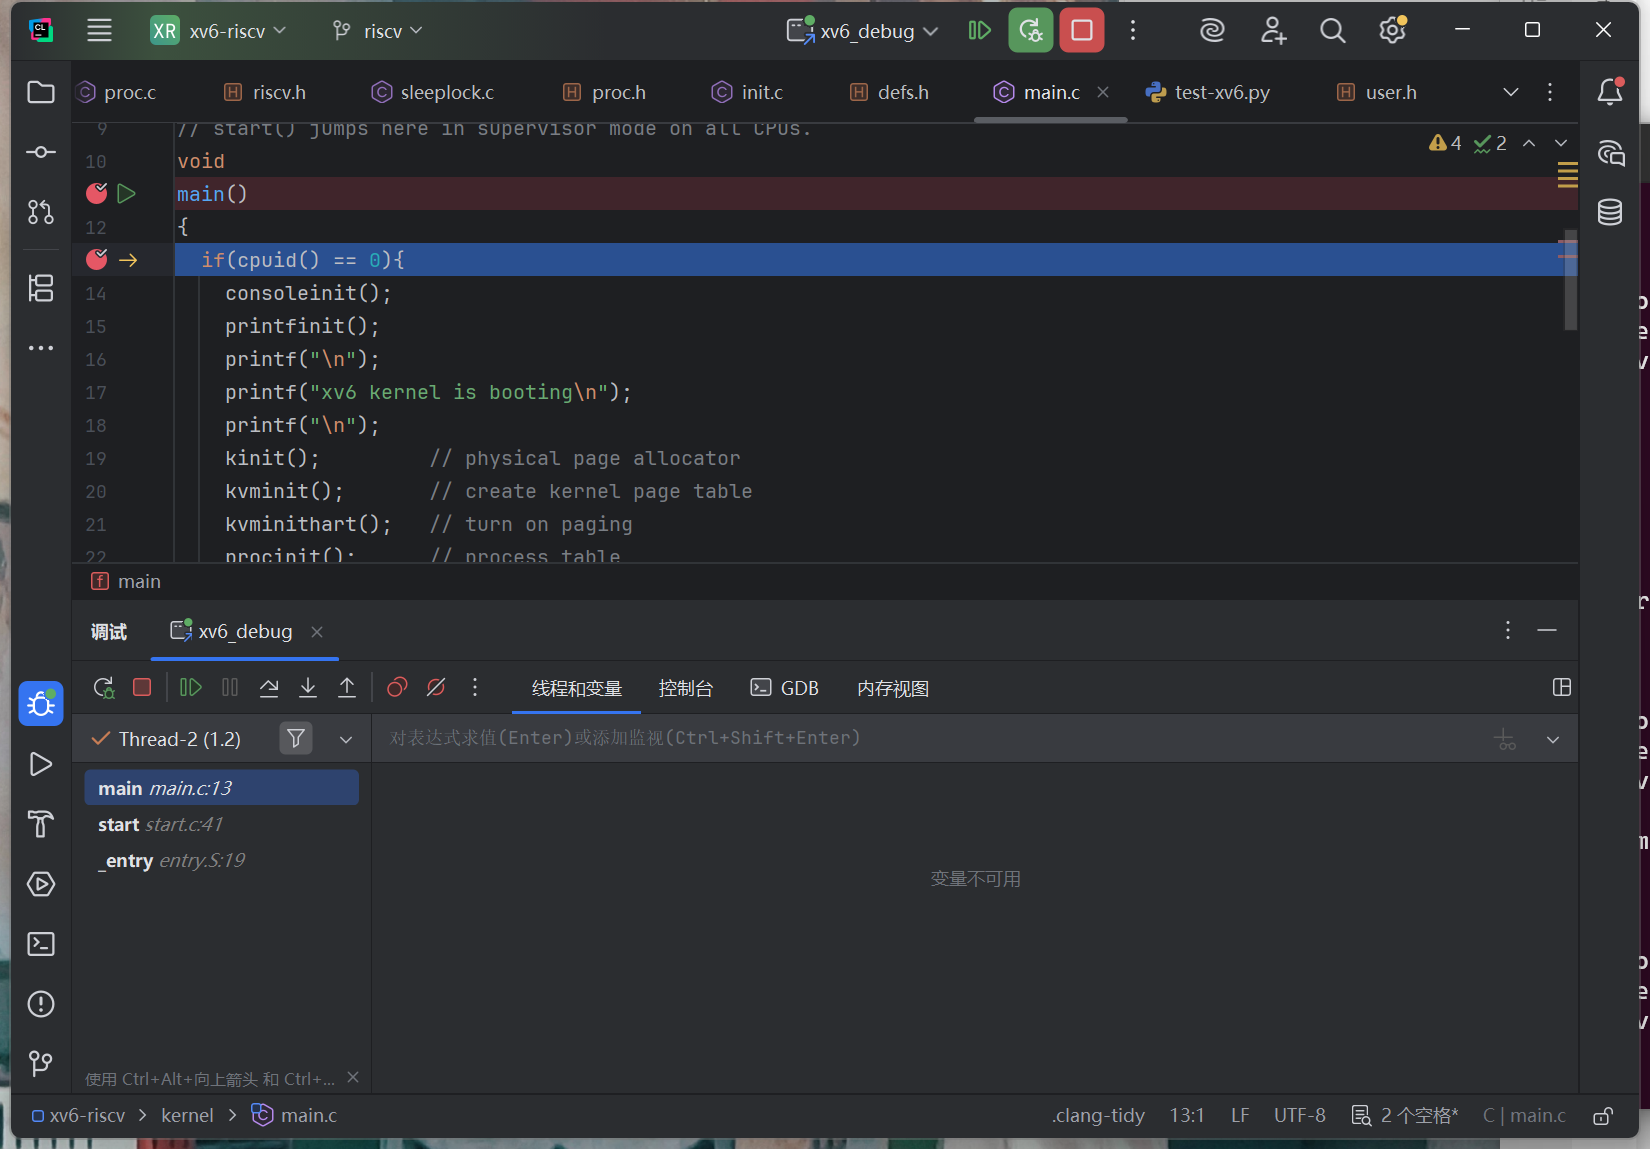 CL XR xv6-riscv riscv xv6_debug
proc.c riscv.h sleeplock.c proc.h init.c defs.h main.c test-xv6.py user.h
9 // start() jumps here in supervisor mode on all CPUs.
4 2
10 void
main()
12 {
if(cpuid() == 0){
14 consoleinit();
15 printfinit();
16 printf("\n");
17 printf("xv6 kernel is booting\n");
18 printf("\n");
19 kinit(); // physical page allocator
20 kvminit(); // create kernel page table
21 kvminithart(); // turn on paging
22 procinit(); // process table
f main
调试 xv6_debug
线程和变量 控制台 GDB 内存视图
Thread-2 (1.2) 对表达式求值(Enter)或添加监视(Ctrl+Shift+Enter)
main main.c:13
start start.c:41
_entry entry.S:19
变量不可用
使用 Ctrl+Alt+向上箭头 和 Ctrl+...
xv6-riscv > kernel > main.c .clang-tidy 13:1 LF UTF-8 2 个空格* C | main.c